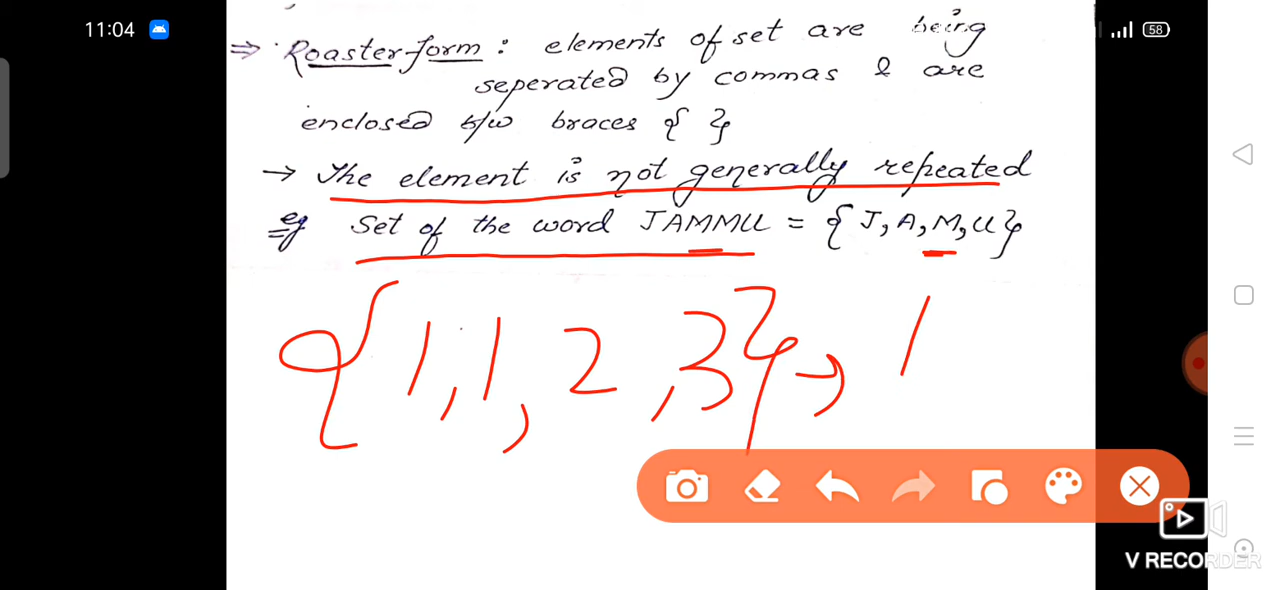 11:04
58
⇒ Roaster form : elements of set are being
seperated by commas & are
enclosed b/w braces { }
→ The element is not generally repeated
eg Set of the word JAMMU = {J, A, M, U}
{1, 1, 2, 3} → 1
V RECORDER